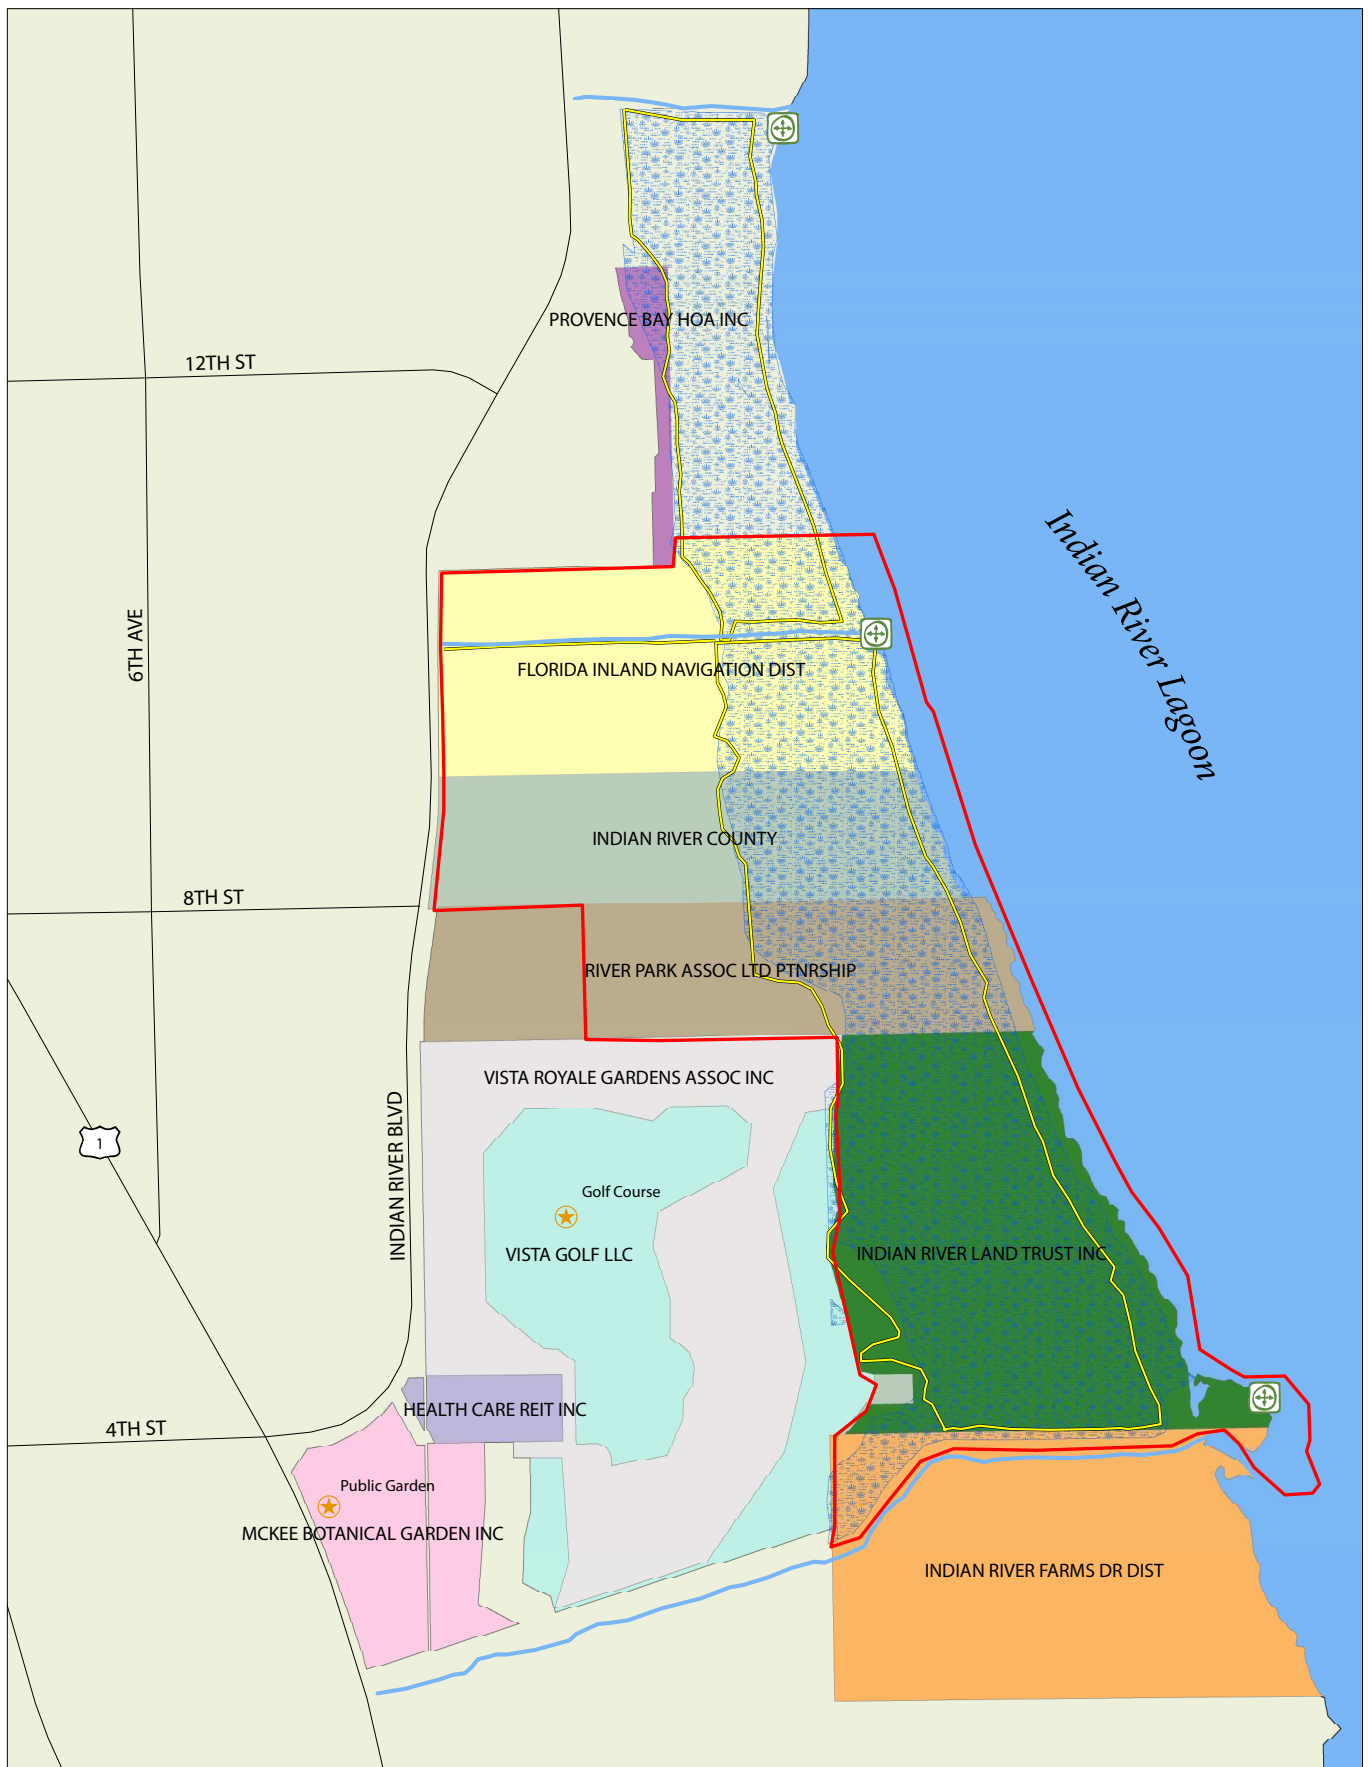 PROVENCE BAY HOA INC
12TH ST
Indian River Lagoon
6TH AVE
FLORIDA INLAND NAVIGATION DIST
INDIAN RIVER COUNTY
8TH ST
RIVER PARK ASSOC LTD PTNRSHIP
VISTA ROYALE GARDENS ASSOC INC
INDIAN RIVER BLVD
1
Golf Course
VISTA GOLF LLC
INDIAN RIVER LAND TRUST INC
HEALTH CARE REIT INC
4TH ST
Public Garden
MCKEE BOTANICAL GARDEN INC
INDIAN RIVER FARMS DR DIST